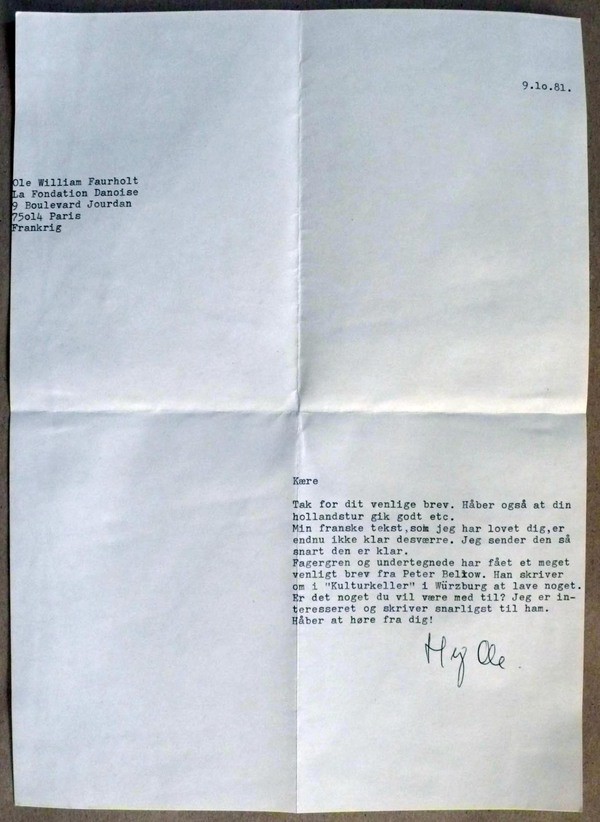 9.10.81.
Ole William Faurholt
La Fondation Danoise
9 Boulevard Jourdan
75014 Paris
Frankrig
Kære
Tak for dit venlige brev. Håber også at din
hollandstur gik godt etc.
Min franske tekst,som jeg har lovet dig,er
endnu ikke klar desværre. Jeg sender den så
snart den er klar.
Fagergren og undertegnede har fået et meget
venligt brev fra Peter Below. Han skriver
om i "Kulturkeller" i Würzburg at lave noget.
Er det noget du vil være med til? Jeg er in-
teresseret og skriver snarligst til ham.
Håber at høre fra dig!
Hej Ole.